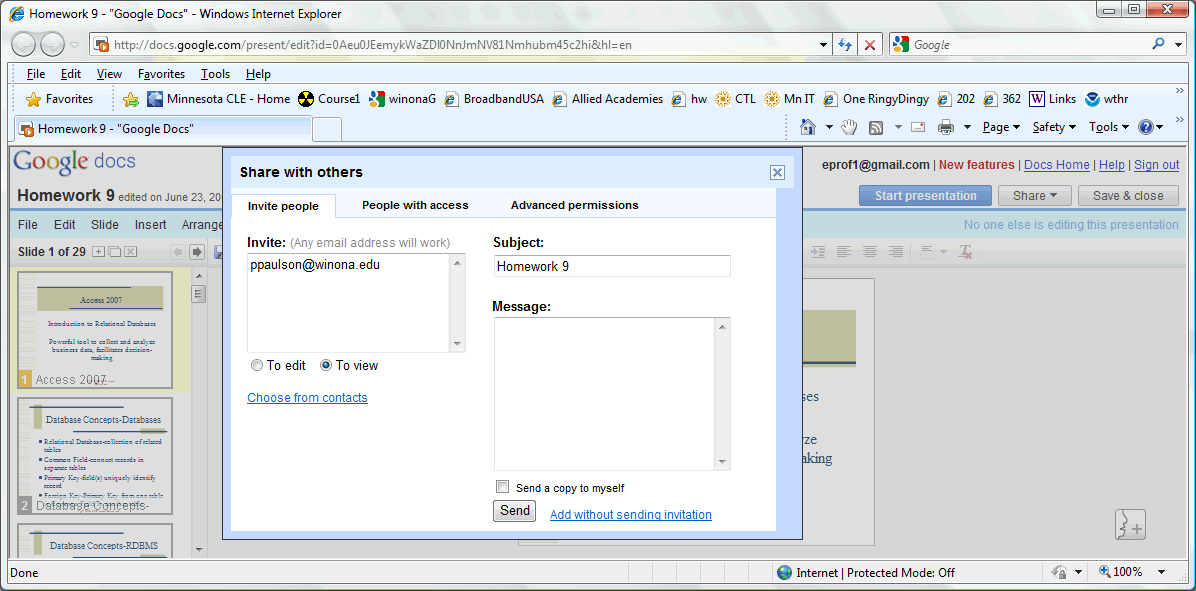 Homework 9 - "Google Docs" - Windows Internet Explorer
http://docs.google.com/present/edit?id=0Aeu0JEemykWaZDl0NnJmNV81Nmhubm45c2hi&hl=en
Google
File Edit View Favorites Tools Help
Favorites Minnesota CLE - Home Course1 winonaG BroadbandUSA Allied Academies hw CTL Mn IT One RingyDingy 202 362 Links wthr
Homework 9 - "Google Docs"
Page Safety Tools
Google docs
eprof1@gmail.com | New features | Docs Home | Help | Sign out
Homework 9 edited on June 23, 20
Start presentation Share Save & close
File Edit Slide Insert Arrange
No one else is editing this presentation
Slide 1 of 29
Share with others
Invite people People with access Advanced permissions
Invite: (Any email address will work)
ppaulson@winona.edu
To edit To view
Choose from contacts
Subject:
Homework 9
Message:
Send a copy to myself
Send Add without sending invitation
Access 2007
Introduction to Relational Databases
Powerful tool to collect and analyze
business data, facilitates decision-
making
1 Access 2007 –
Database Concepts-Databases
Relational Database-collection of related
tables
Common Field-connect records in
separate tables
Primary Key-field(s) uniquely identify
record
Foreign Key-Primary Key from one table
2 Database Concepts-
Database Concepts-RDBMS
ses
ze
aking
Done
Internet | Protected Mode: Off
100%